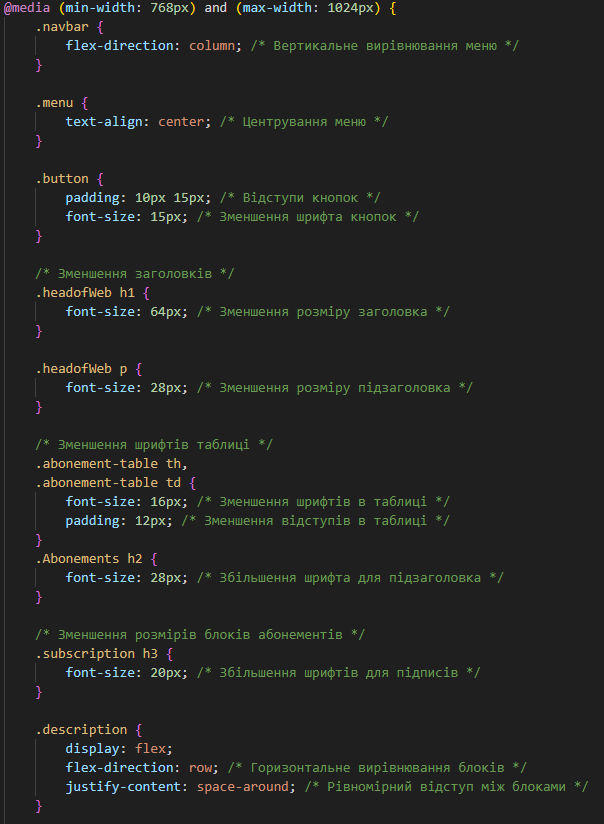 @media (min-width: 768px) and (max-width: 1024px) {
    .navbar {
        flex-direction: column; /* Вертикальне вирівнювання меню */
    }

    .menu {
        text-align: center; /* Центрування меню */
    }

    .button {
        padding: 10px 15px; /* Відступи кнопок */
        font-size: 15px; /* Зменшення шрифта кнопок */
    }

    /* Зменшення заголовків */
    .headofWeb h1 {
        font-size: 64px; /* Зменшення розміру заголовка */
    }

    .headofWeb p {
        font-size: 28px; /* Зменшення розміру підзаголовка */
    }

    /* Зменшення шрифтів таблиці */
    .abonement-table th,
    .abonement-table td {
        font-size: 16px; /* Зменшення шрифтів в таблиці */
        padding: 12px; /* Зменшення відступів в таблиці */
    }
    .Abonements h2 {
        font-size: 28px; /* Збільшення шрифта для підзаголовка */
    }

    /* Зменшення розмірів блоків абонементів */
    .subscription h3 {
        font-size: 20px; /* Збільшення шрифтів для підписів */
    }

    .description {
        display: flex;
        flex-direction: row; /* Горизонтальне вирівнювання блоків */
        justify-content: space-around; /* Рівномірний відступ між блоками */
    }